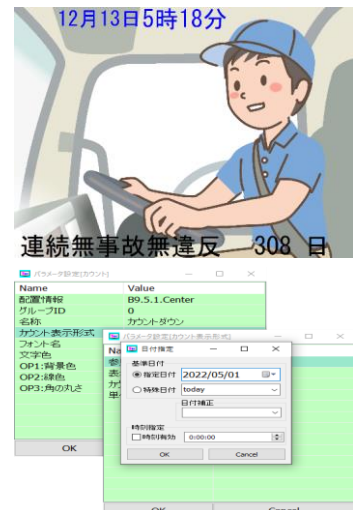 12月13日5時18分
連続無事故無違反 308 日
パラメータ設定[カウント]
Name Value
配置情報 B9.5.1.Center
グループID 0
名称 カウントダウン
カウント表示形式
フォント名
文字色
OP1:背景色
OP2:線色
OP3:角の丸さ
OK
パラメータ設定[カウント表示形式]
日付指定
基準日付
指定日付 2022/05/01
特殊日付 today
日付補正
時刻指定
時刻有効 0:00:00
OK Cancel
OK Cancel